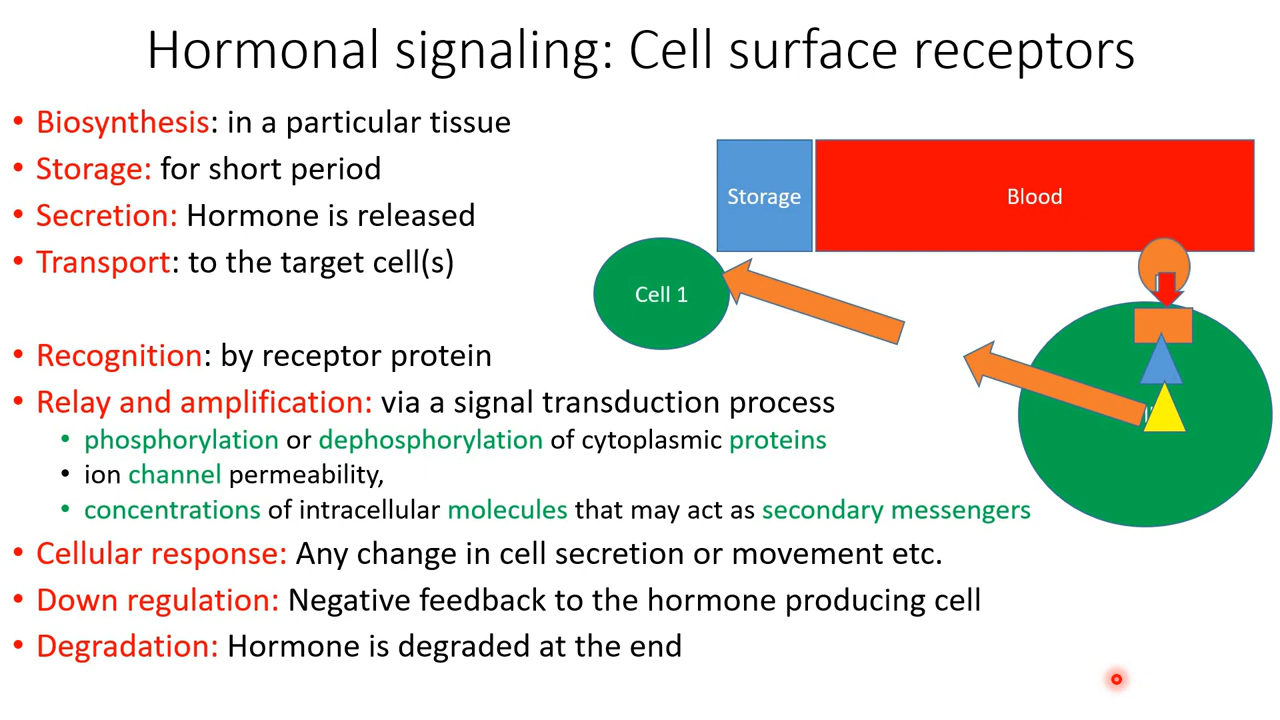 Hormonal signaling: Cell surface receptors
• Biosynthesis: in a particular tissue
• Storage: for short period
• Secretion: Hormone is released
• Transport: to the target cell(s)
• Recognition: by receptor protein
• Relay and amplification: via a signal transduction process
• phosphorylation or dephosphorylation of cytoplasmic proteins
• ion channel permeability,
• concentrations of intracellular molecules that may act as secondary messengers
• Cellular response: Any change in cell secretion or movement etc.
• Down regulation: Negative feedback to the hormone producing cell
• Degradation: Hormone is degraded at the end
Storage
Blood
Cell 1